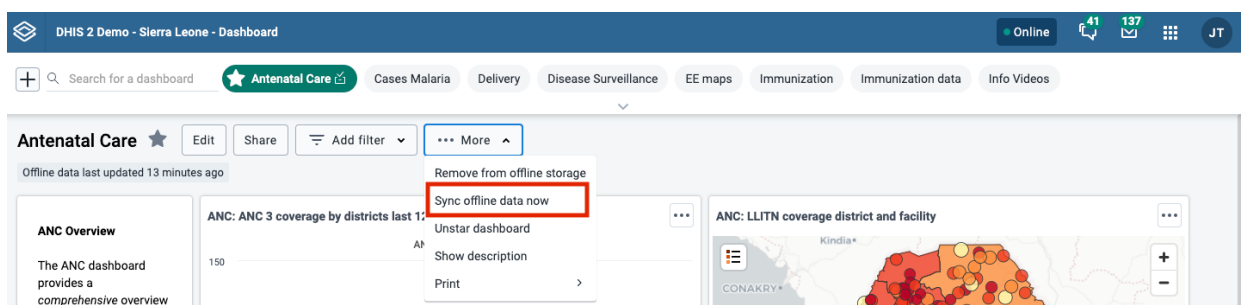 DHIS 2 Demo - Sierra Leone - Dashboard
Online
41
137
JT
Search for a dashboard
Antenatal Care
Cases Malaria
Delivery
Disease Surveillance
EE maps
Immunization
Immunization data
Info Videos
Antenatal Care
Edit
Share
Add filter
More
Offline data last updated 13 minutes ago
Remove from offline storage
Sync offline data now
Unstar dashboard
Show description
Print
ANC Overview
The ANC dashboard
provides a
comprehensive overview
ANC: ANC 3 coverage by districts last 12
AN
150
ANC: LLITN coverage district and facility
Kindia
CONAKRY
+
−